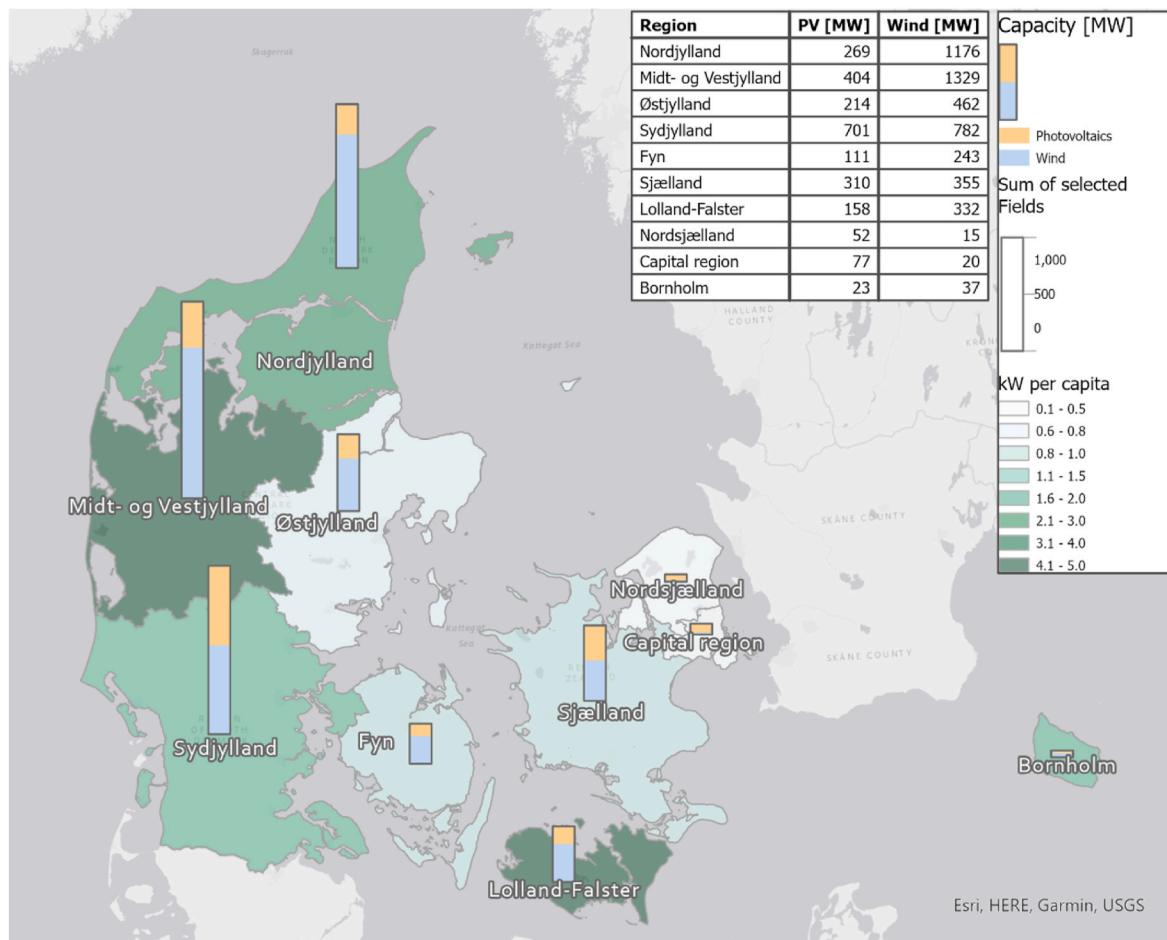 Region PV [MW] Wind [MW]
Nordjylland 269 1176
Midt- og Vestjylland 404 1329
Østjylland 214 462
Sydjylland 701 782
Fyn 111 243
Sjælland 310 355
Lolland-Falster 158 332
Nordsjælland 52 15
Capital region 77 20
Bornholm 23 37
Capacity [MW]
Photovoltaics
Wind
Sum of selected
Fields
1,000
500
0
kW per capita
0.1 - 0.5
0.6 - 0.8
0.8 - 1.0
1.1 - 1.5
1.6 - 2.0
2.1 - 3.0
3.1 - 4.0
4.1 - 5.0
Skagerrak
HALLAND
COUNTY
Kattegat Sea
Nordjylland
Midt- og Vestjylland
Østjylland
SKÅNE COUNTY
Nordsjælland
Kattegat
Sea
Capital region
SKÅNE COUNTY
Sjælland
Sydjylland
Fyn
Bornholm
Lolland-Falster
Esri, HERE, Garmin, USGS